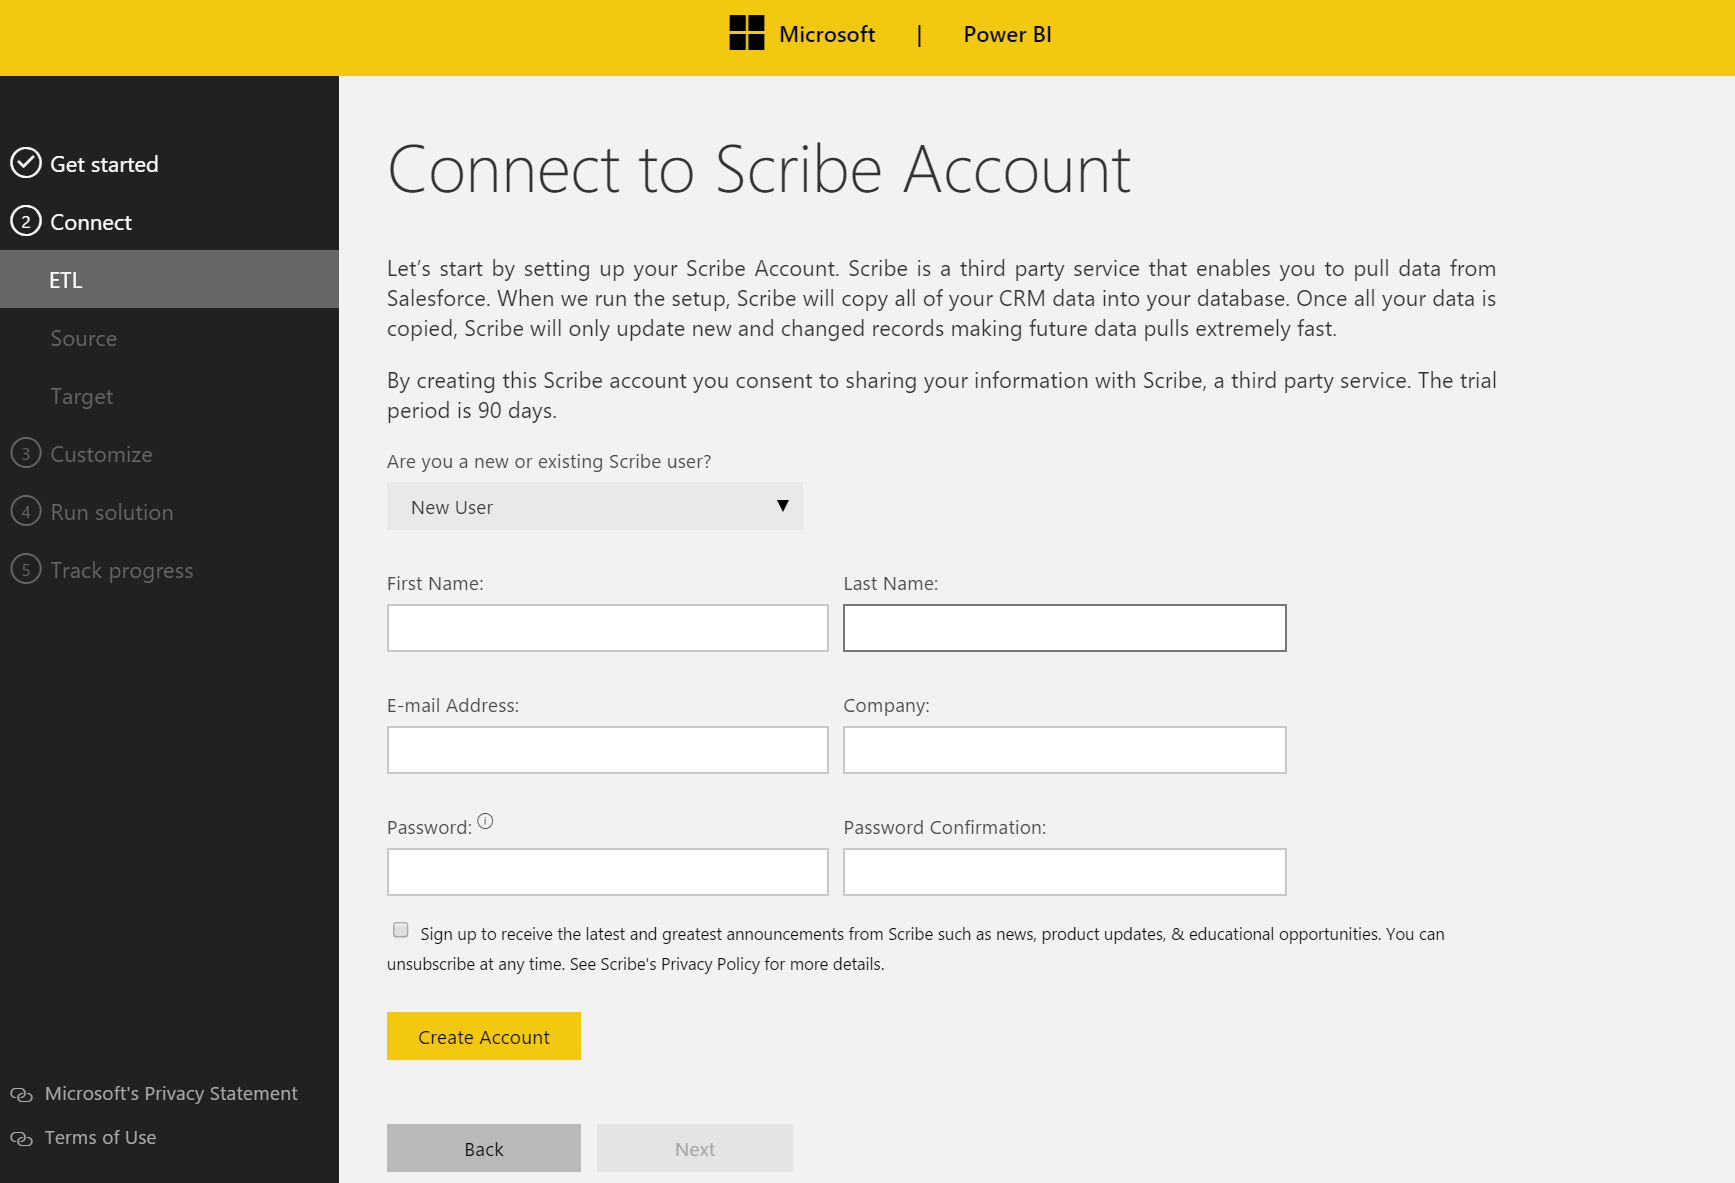 Microsoft | Power BI
Get started
2 Connect
ETL
Source
Target
3 Customize
4 Run solution
5 Track progress
Microsoft's Privacy Statement
Terms of Use
Connect to Scribe Account
Let’s start by setting up your Scribe Account. Scribe is a third party service that enables you to pull data from
Salesforce. When we run the setup, Scribe will copy all of your CRM data into your database. Once all your data is
copied, Scribe will only update new and changed records making future data pulls extremely fast.
By creating this Scribe account you consent to sharing your information with Scribe, a third party service. The trial
period is 90 days.
Are you a new or existing Scribe user?
New User
First Name: Last Name:
E-mail Address: Company:
Password: Password Confirmation:
Sign up to receive the latest and greatest announcements from Scribe such as news, product updates, & educational opportunities. You can
unsubscribe at any time. See Scribe's Privacy Policy for more details.
Create Account
Back Next